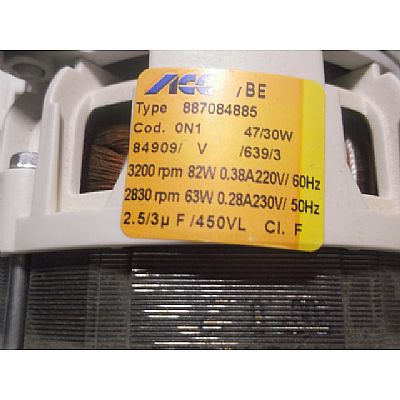 ACC /BE
Type 887084885
Cod. 0N1 47/30W
84909/ V /639/3
3200 rpm 82W 0.38A220V/ 60Hz
2830 rpm 63W 0.28A230V/ 50Hz
2.5/3µ F /450VL Cl. F